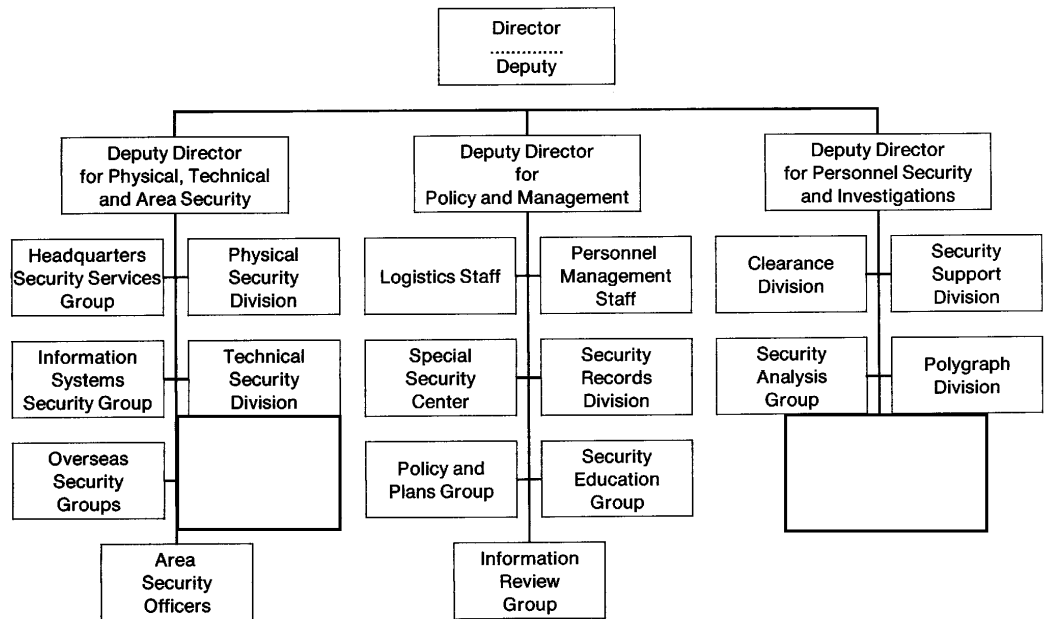 Director
Deputy
Deputy Director
for Physical, Technical
and Area Security
Deputy Director
for
Policy and Management
Deputy Director
for Personnel Security
and Investigations
Headquarters
Security Services
Group
Physical
Security
Division
Logistics Staff
Personnel
Management
Staff
Clearance
Division
Security
Support
Division
Information
Systems
Security Group
Technical
Security
Division
Special
Security
Center
Security
Records
Division
Security
Analysis
Group
Polygraph
Division
Overseas
Security
Groups
Policy and
Plans Group
Security
Education
Group
Area
Security
Officers
Information
Review
Group